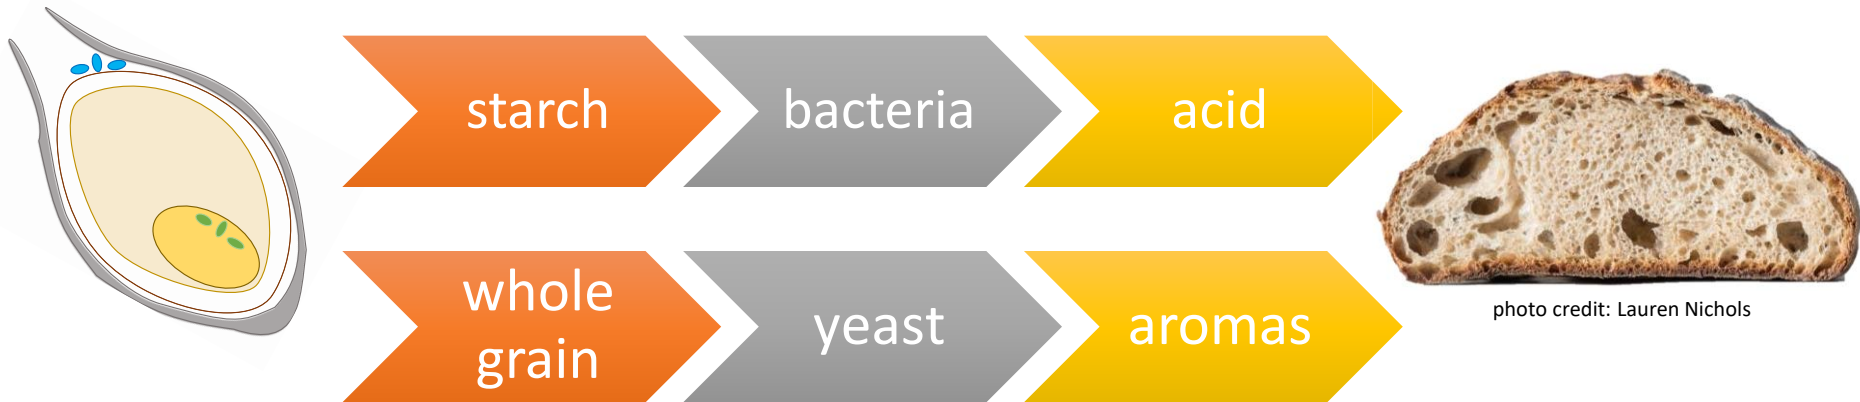 starch
bacteria
acid
whole
grain
yeast
aromas
photo credit: Lauren Nichols